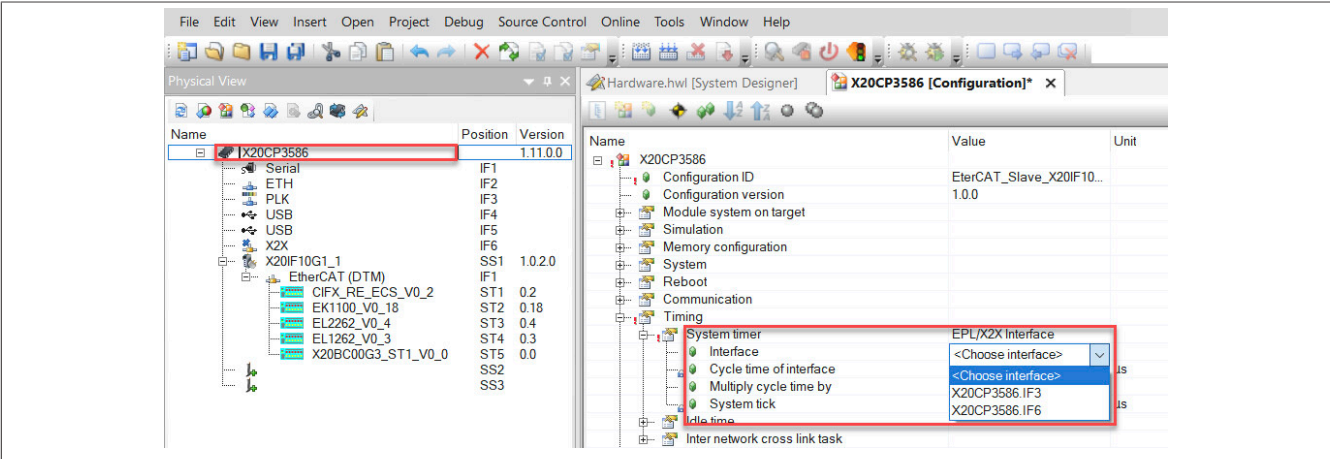 File Edit View Insert Open Project Debug Source Control Online Tools Window Help
Physical View
Hardware.hwl [System Designer]
X20CP3586 [Configuration]*
Name Position Version
X20CP3586 1.11.0.0
Serial IF1
ETH IF2
PLK IF3
USB IF4
USB IF5
X2X IF6
X20IF10G1_1 SS1 1.0.2.0
EtherCAT (DTM) IF1
CIFX_RE_ECS_V0_2 ST1 0.2
EK1100_V0_18 ST2 0.18
EL2262_V0_4 ST3 0.4
EL1262_V0_3 ST4 0.3
X20BC00G3_ST1_V0_0 ST5 0.0
SS2
SS3
Name Value Unit
X20CP3586
Configuration ID EterCAT_Slave_X20IF10...
Configuration version 1.0.0
Module system on target
Simulation
Memory configuration
System
Reboot
Communication
Timing
System timer EPL/X2X Interface
Interface <Choose interface>
Cycle time of interface <Choose interface>
Multiply cycle time by X20CP3586.IF3
System tick X20CP3586.IF6
Idle time
Inter network cross link task